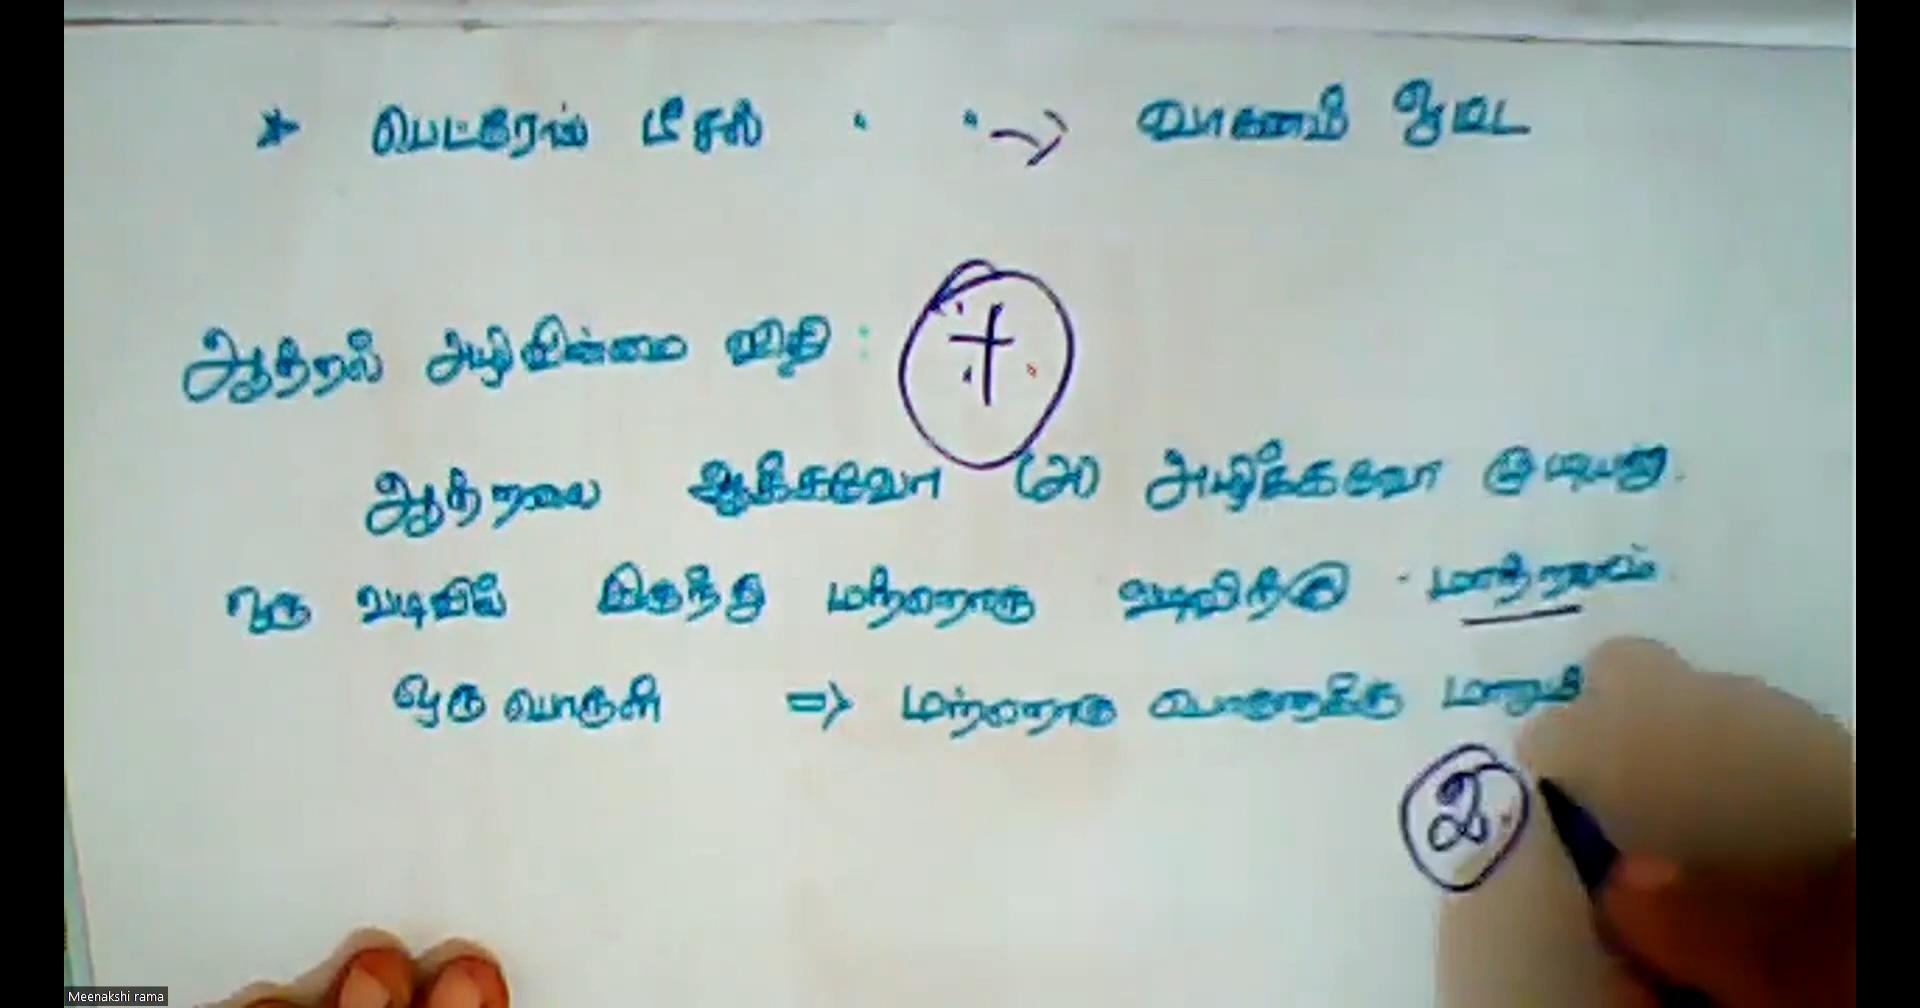 * பெட்ரோல் டீசல் . . -> வாகனம் ஓட
ஆற்றல் அழிவின்மை விதி :
+
ஆற்றலை ஆக்கவோ (அ) அழிக்கவோ முடியாது.
ஒரு வடிவில் இருந்து மற்றொரு வடிவிற்கு மாற்றலாம்.
ஒரு பொருள் => மற்றொரு பொருளுக்கு மாறும்
2
Meenakshi rama